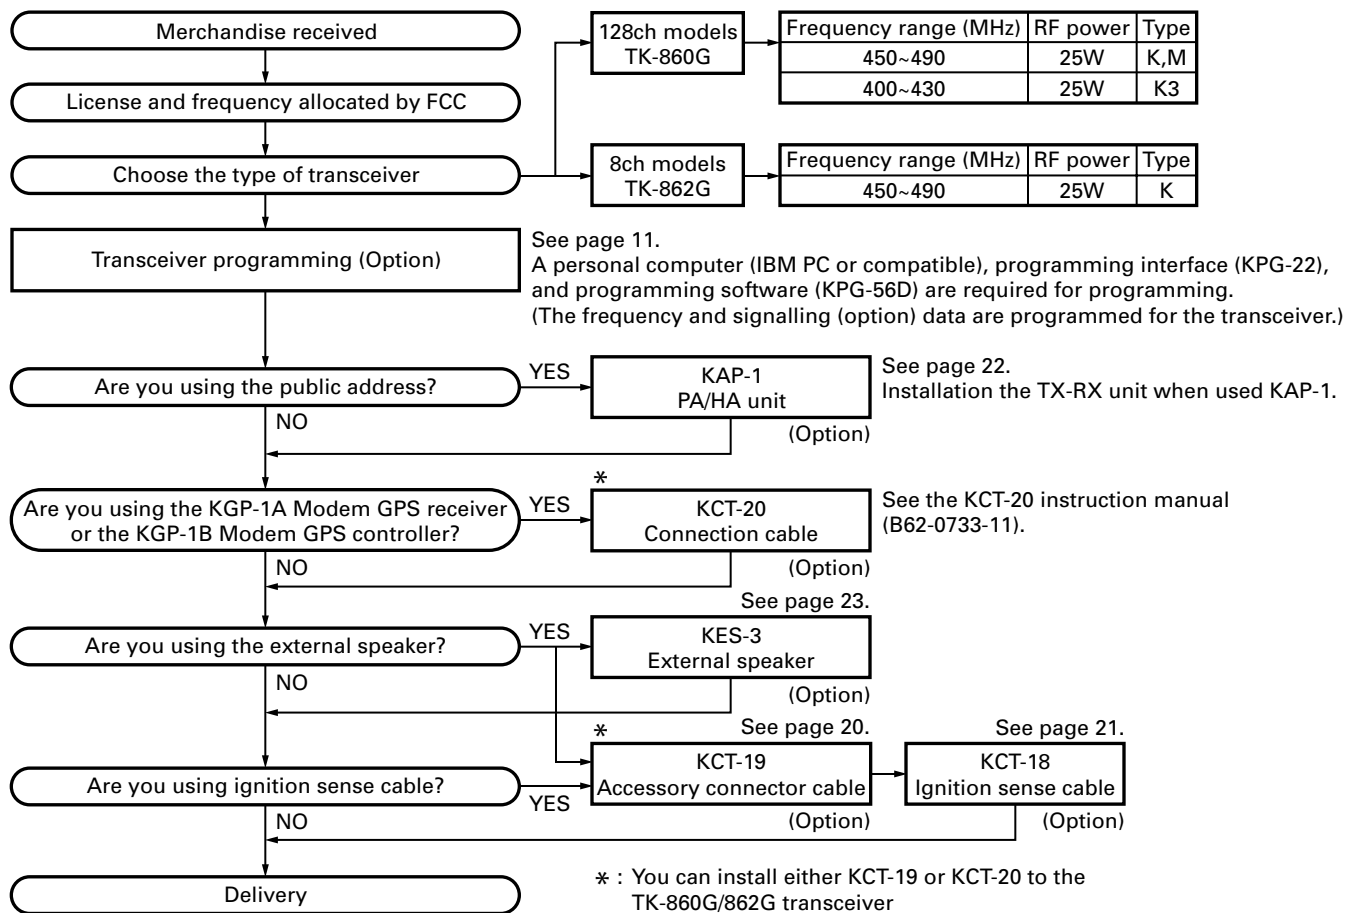 Merchandise received
License and frequency allocated by FCC
Choose the type of transceiver
128ch models
TK-860G
Frequency range (MHz) RF power Type
450~490 25W K,M
400~430 25W K3
8ch models
TK-862G
Frequency range (MHz) RF power Type
450~490 25W K
Transceiver programming (Option)
See page 11.
A personal computer (IBM PC or compatible), programming interface (KPG-22),
and programming software (KPG-56D) are required for programming.
(The frequency and signalling (option) data are programmed for the transceiver.)
Are you using the public address?
YES
NO
KAP-1
PA/HA unit
(Option)
See page 22.
Installation the TX-RX unit when used KAP-1.
Are you using the KGP-1A Modem GPS receiver
or the KGP-1B Modem GPS controller?
YES
NO
*
KCT-20
Connection cable
(Option)
See the KCT-20 instruction manual
(B62-0733-11).
Are you using the external speaker?
YES
NO
See page 23.
KES-3
External speaker
(Option)
Are you using ignition sense cable?
YES
NO
*
See page 20.
KCT-19
Accessory connector cable
(Option)
See page 21.
KCT-18
Ignition sense cable
(Option)
Delivery
* : You can install either KCT-19 or KCT-20 to the
TK-860G/862G transceiver